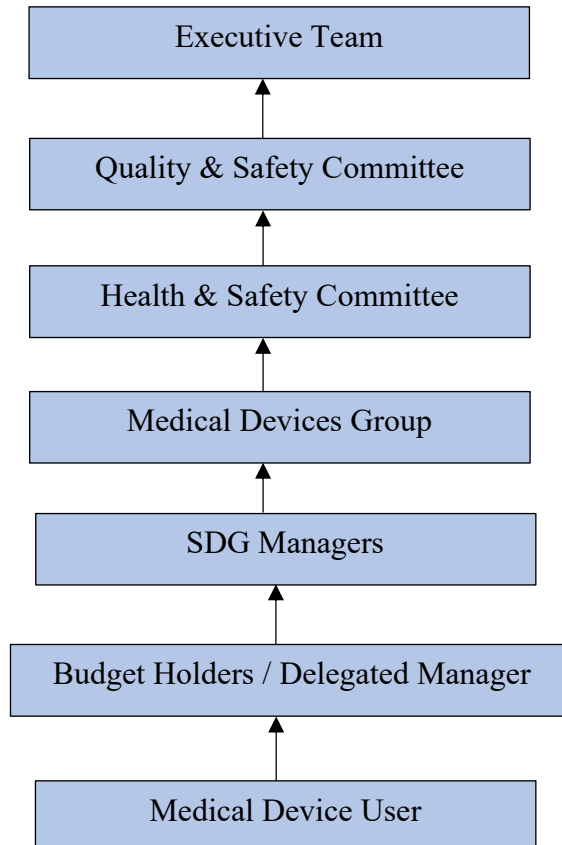 Executive Team
Quality & Safety Committee
Health & Safety Committee
Medical Devices Group
SDG Managers
Budget Holders / Delegated Manager
Medical Device User